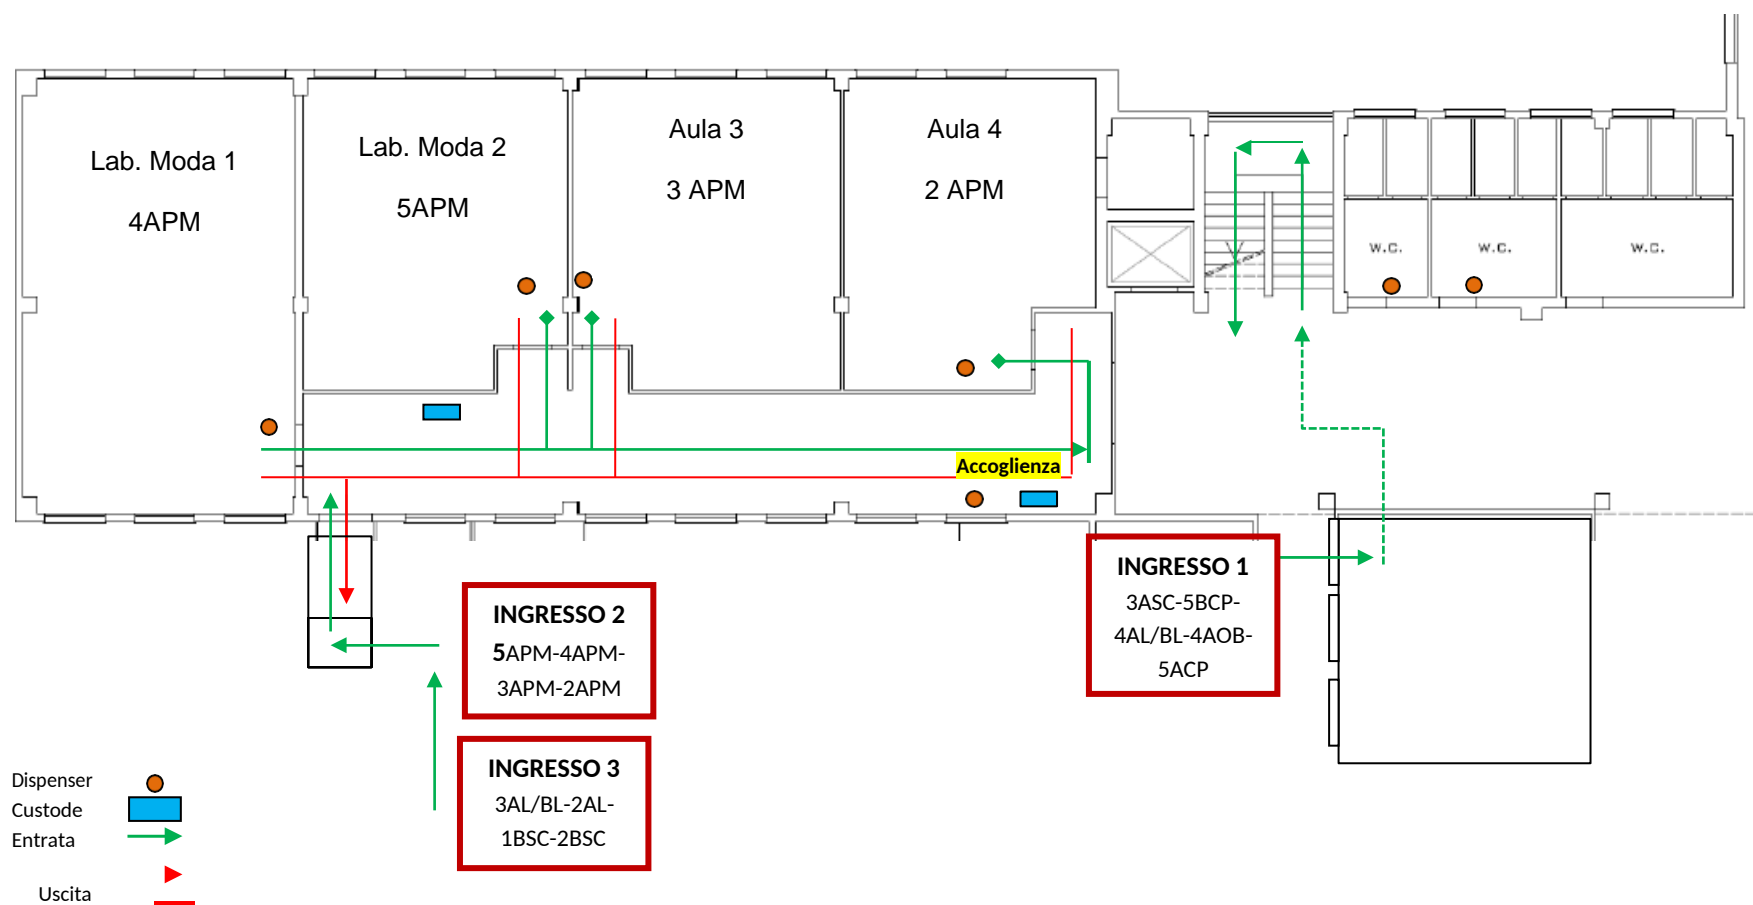 Lab. Moda 1
4APM
Lab. Moda 2
5APM
Aula 3
3 APM
Aula 4
2 APM
W.C.
W.C.
W.C.
Accoglienza
INGRESSO 1
3ASC-5BCP-
4AL/BL-4AOB-
5ACP
INGRESSO 2
5APM-4APM-
3APM-2APM
INGRESSO 3
3AL/BL-2AL-
1BSC-2BSC
Dispenser
Custode
Entrata
Uscita